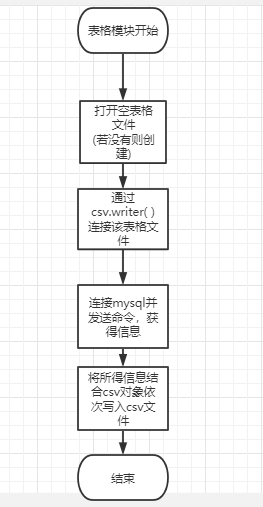 表格模块开始
打开空表格
文件
(若没有则创
建)
通过
csv.writer( )
连接该表格文
件
连接mysql并
发送命令，获
得信息
将所得信息结
合csv对象依
次写入csv文
件
结束